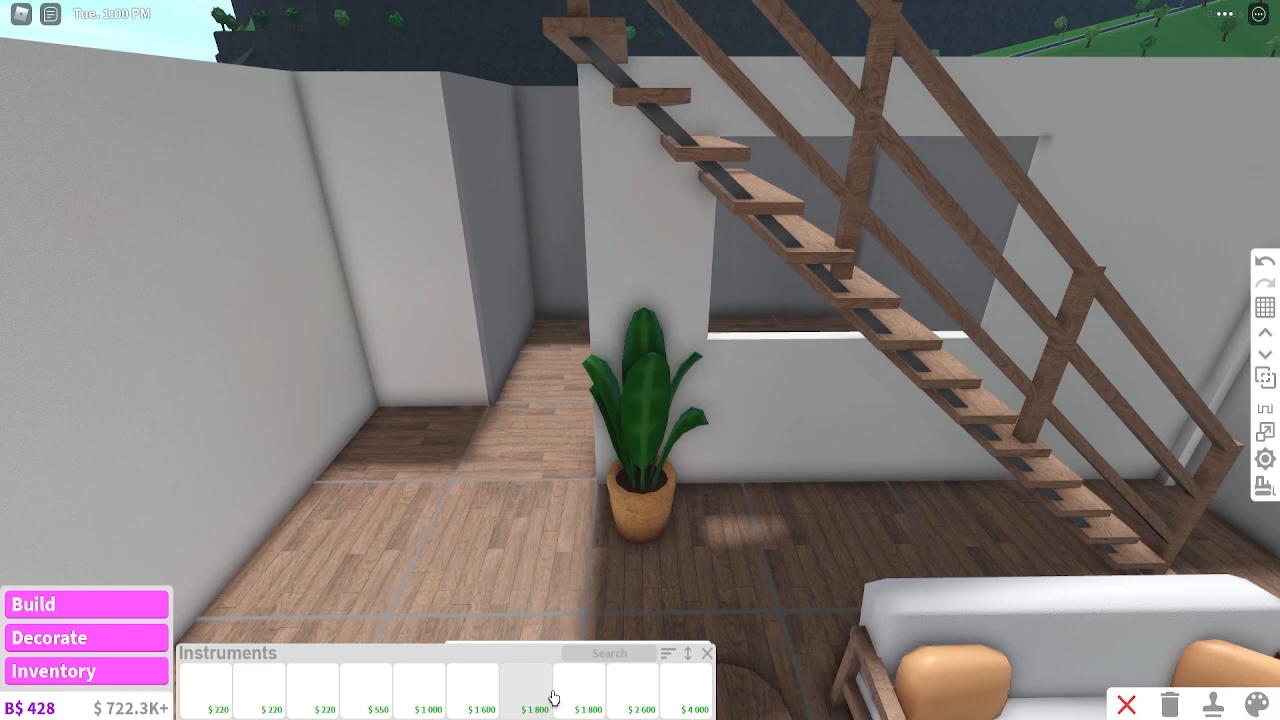 Tue. 1:00 PM
Build
Decorate
Inventory
B$ 428 $ 722.3K+
Instruments Search
$ 220 $ 220 $ 220 $ 550 $ 1 000 $ 1 600 $ 1 800 $ 1 800 $ 2 600 $ 4 000